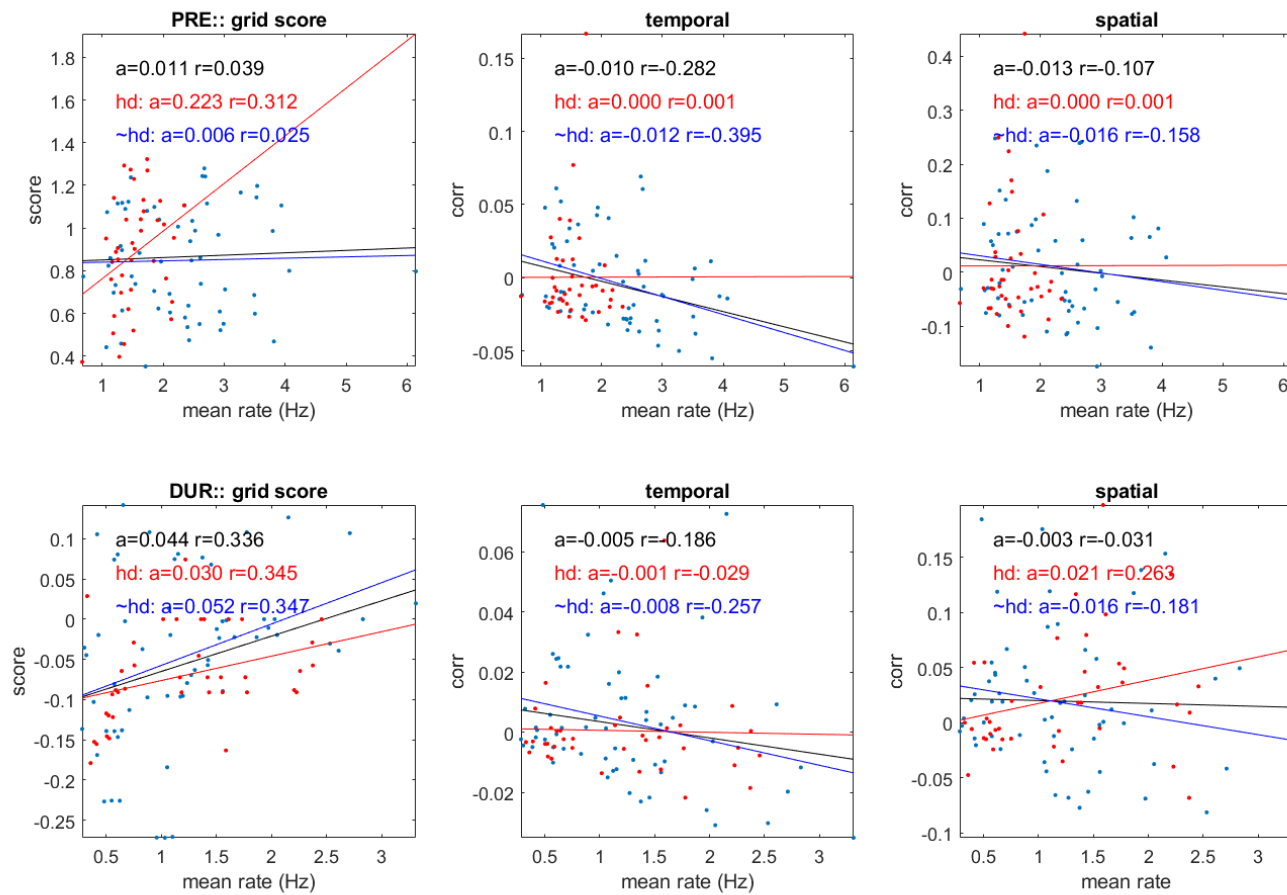 PRE:: grid score
a=0.011 r=0.039
hd: a=0.223 r=0.312
~hd: a=0.006 r=0.025
score
1.8
1.6
1.4
1.2
1
0.8
0.6
0.4
1 2 3 4 5 6
mean rate (Hz)
temporal
a=-0.010 r=-0.282
hd: a=0.000 r=0.001
~hd: a=-0.012 r=-0.395
corr
0.15
0.1
0.05
0
-0.05
1 2 3 4 5 6
mean rate (Hz)
spatial
a=-0.013 r=-0.107
hd: a=0.000 r=0.001
~hd: a=-0.016 r=-0.158
corr
0.4
0.3
0.2
0.1
0
-0.1
1 2 3 4 5 6
mean rate (Hz)
DUR:: grid score
a=0.044 r=0.336
hd: a=0.030 r=0.345
~hd: a=0.052 r=0.347
score
0.1
0.05
0
-0.05
-0.1
-0.15
-0.2
-0.25
0.5 1 1.5 2 2.5 3
mean rate (Hz)
temporal
a=-0.005 r=-0.186
hd: a=-0.001 r=-0.029
~hd: a=-0.008 r=-0.257
corr
0.06
0.04
0.02
0
-0.02
0.5 1 1.5 2 2.5 3
mean rate (Hz)
spatial
a=-0.003 r=-0.031
hd: a=0.021 r=0.263
~hd: a=-0.016 r=-0.181
corr
0.15
0.1
0.05
0
-0.05
-0.1
0.5 1 1.5 2 2.5 3
mean rate